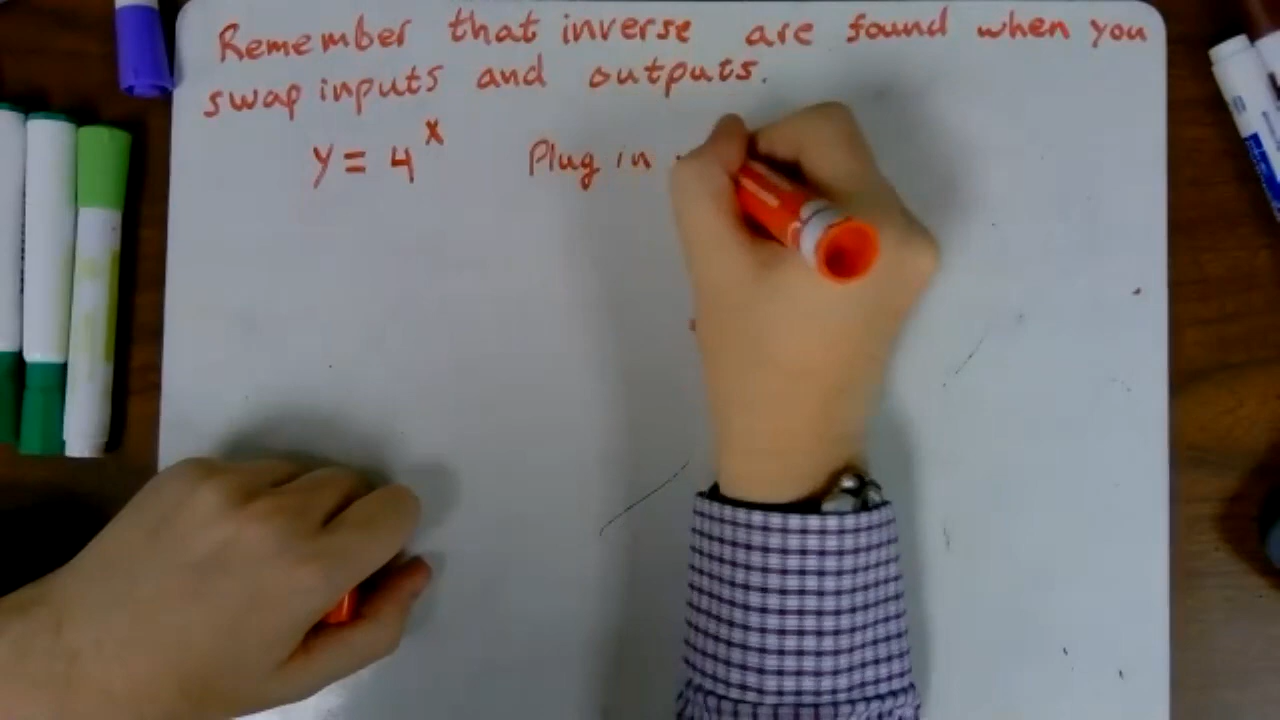 Remember that inverse are found when you
swap inputs and outputs.
y = 4^x Plug in